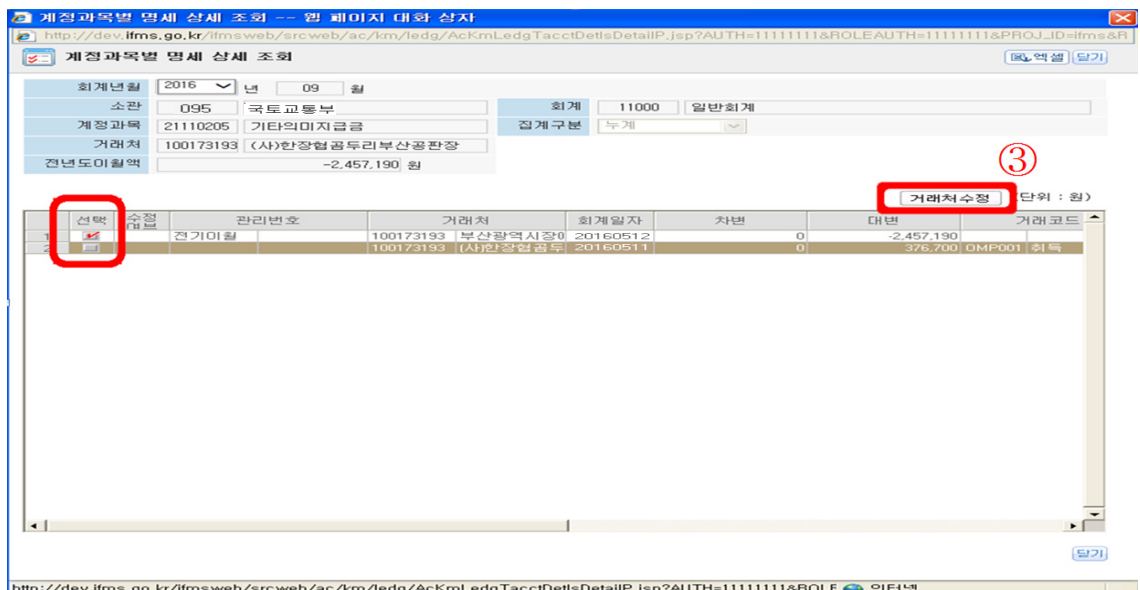 계정과목별 명세 상세 조회 -- 웹 페이지 대화 상자
http://dev.ifms.go.kr/ifmsweb/srcweb/ac/km/ledg/AcKmLedgTacctDetlsDetailP.jsp?AUTH=11111111&ROLEAUTH=11111111&PROJ_ID=ifms&R
계정과목별 명세 상세 조회 엑셀 닫기
회계년월 2016 년 09 월
소관 095 국토교통부 회계 11000 일반회계
계정과목 21110205 기타의미지급금 집계구분 누계
거래처 100173193 (사)한장협곰두리부산공판장
전년도이월액 -2,457,190 원
③
거래처수정 단위 : 원)
선택 수정여부 관리번호 거래처 회계일자 차변 대변 거래코드
1 전기이월 100173193 부산광역시장애 20160512 0 -2,457,190
2 100173193 (사)한장협곰두 20160511 0 376,700 OMP001 취득
닫기
http://dev.ifms.go.kr/ifmsweb/srcweb/ac/km/ledg/AcKmLedgTacctDetlsDetailP.jsp?AUTH=11111111&ROLE 인터넷